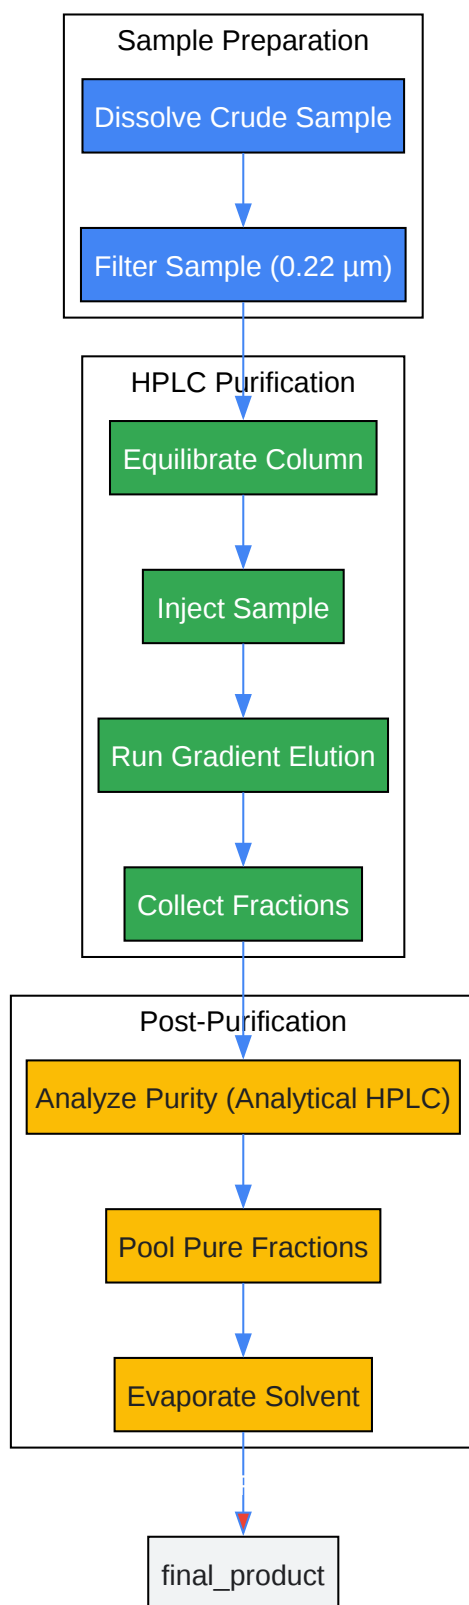 Sample Preparation
Dissolve Crude Sample
Filter Sample (0.22 µm)
HPLC Purification
Equilibrate Column
Inject Sample
Run Gradient Elution
Collect Fractions
Post-Purification
Analyze Purity (Analytical HPLC)
Pool Pure Fractions
Evaporate Solvent
final_product